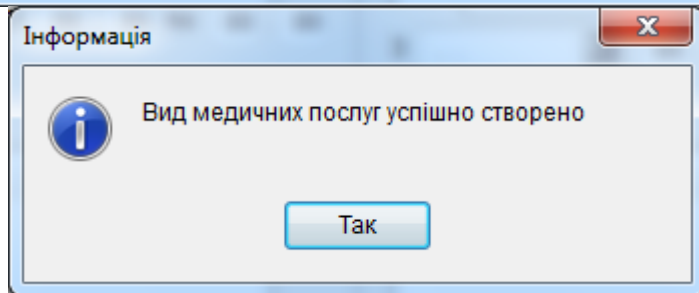 Інформація
Вид медичних послуг успішно створено
Так